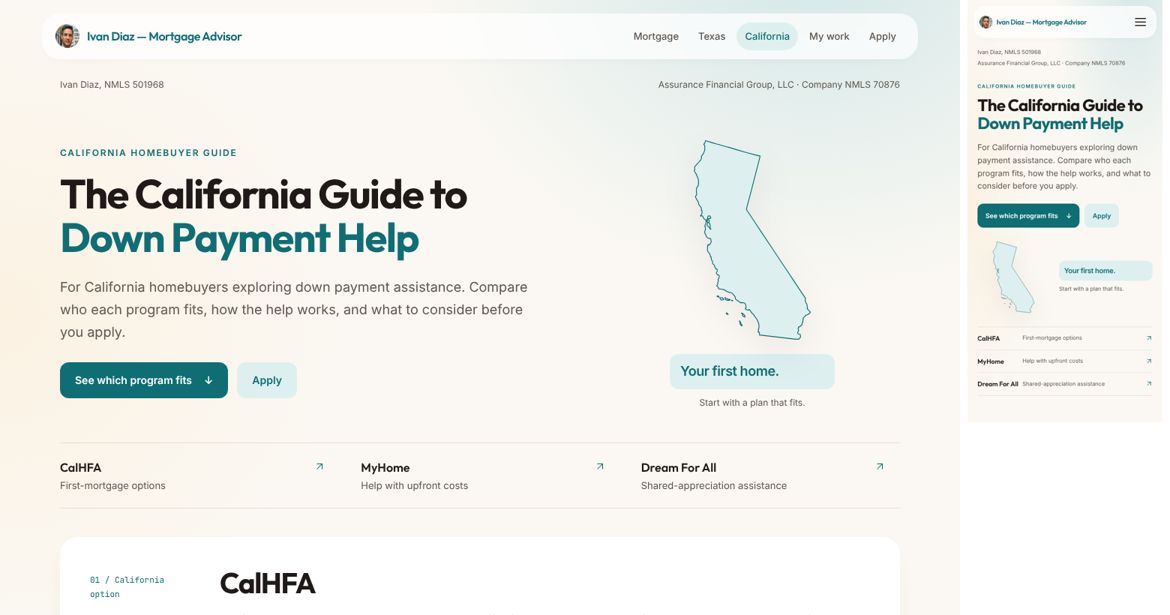 Ivan Diaz — Mortgage Advisor
Mortgage
Texas
California
My work
Apply
Ivan Diaz, NMLS 501968
Assurance Financial Group, LLC · Company NMLS 70876
CALIFORNIA HOMEBUYER GUIDE
The California Guide to
Down Payment Help
For California homebuyers exploring down payment assistance. Compare
who each program fits, how the help works, and what to consider before
you apply.
See which program fits ↓
Apply
Your first home.
Start with a plan that fits.
CalHFA
First-mortgage options
MyHome
Help with upfront costs
Dream For All
Shared-appreciation assistance
01 / California
option
CalHFA
Ivan Diaz — Mortgage Advisor
Ivan Diaz, NMLS 501968
Assurance Financial Group, LLC · Company NMLS 70876
CALIFORNIA HOMEBUYER GUIDE
The California Guide to
Down Payment Help
For California homebuyers exploring down
payment assistance. Compare who each
program fits, how the help works, and what to
consider before you apply.
See which program fits ↓
Apply
Your first home.
Start with a plan that fits.
CalHFA First-mortgage options
MyHome Help with upfront costs
Dream For All Shared-appreciation assistance